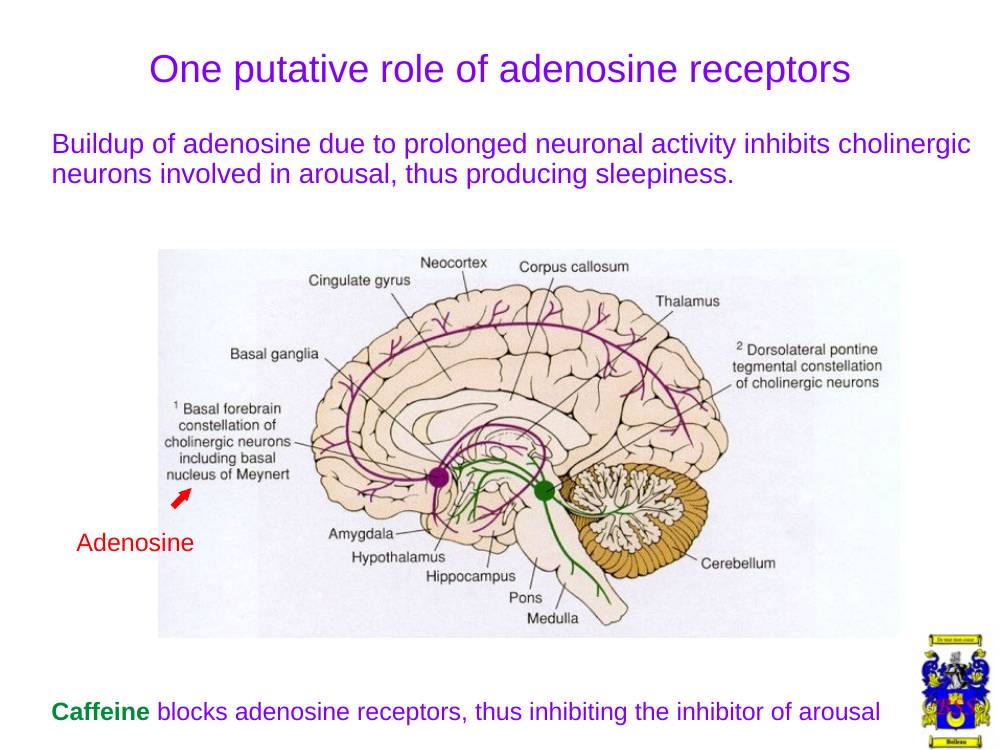 One putative role of adenosine receptors
Buildup of adenosine due to prolonged neuronal activity inhibits cholinergic
neurons involved in arousal, thus producing sleepiness.
Neocortex
Corpus callosum
Cingulate gyrus
Thalamus
Basal ganglia
2 Dorsolateral pontine
tegmental constellation
of cholinergic neurons
1 Basal forebrain
constellation of
cholinergic neurons
including basal
nucleus of Meynert
Adenosine
Amygdala
Hypothalamus
Hippocampus
Pons
Medulla
Cerebellum
Caffeine blocks adenosine receptors, thus inhibiting the inhibitor of arousal